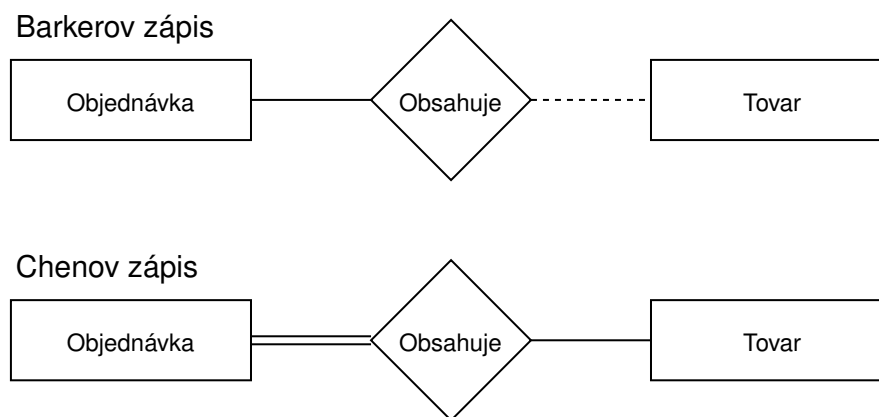 Barkerov zápis
Objednávka Obsahuje Tovar
Chenov zápis
Objednávka Obsahuje Tovar